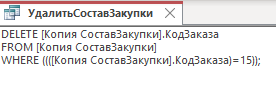 УдалитьСоставЗакупки
DELETE [Копия СоставЗакупки].КодЗаказа
FROM [Копия СоставЗакупки]
WHERE ((([Копия СоставЗакупки].КодЗаказа)=15));